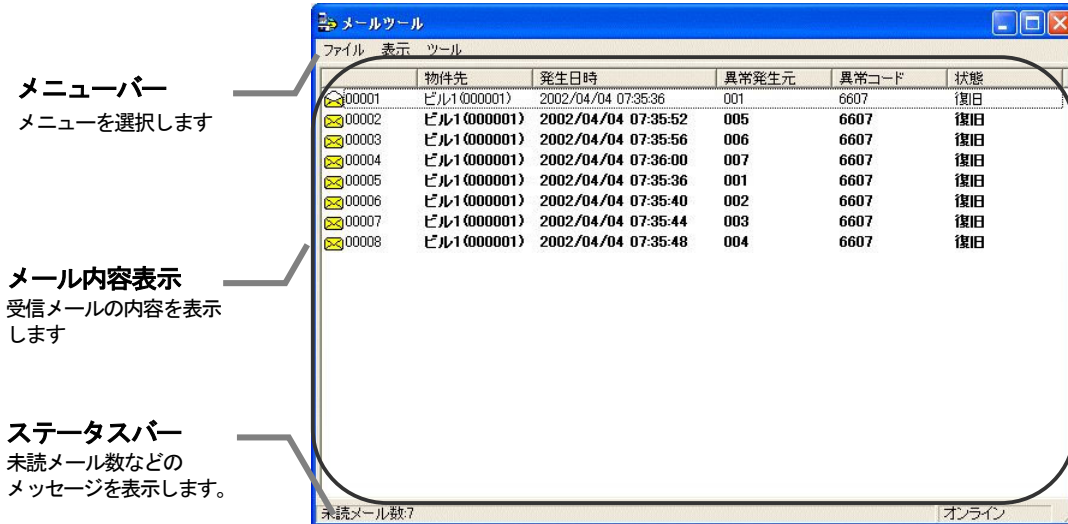 メールツール
ファイル 表示 ツール
物件先 発生日時 異常発生元 異常コード 状態
00001 ビル1(000001) 2002/04/04 07:35:36 001 6607 復旧
00002 ビル1(000001) 2002/04/04 07:35:52 005 6607 復旧
00003 ビル1(000001) 2002/04/04 07:35:56 006 6607 復旧
00004 ビル1(000001) 2002/04/04 07:36:00 007 6607 復旧
00005 ビル1(000001) 2002/04/04 07:35:36 001 6607 復旧
00006 ビル1(000001) 2002/04/04 07:35:40 002 6607 復旧
00007 ビル1(000001) 2002/04/04 07:35:44 003 6607 復旧
00008 ビル1(000001) 2002/04/04 07:35:48 004 6607 復旧
未読メール数:7 オンライン
メニューバー
メニューを選択します
メール内容表示
受信メールの内容を表示
します
ステータスバー
未読メール数などの
メッセージを表示します。